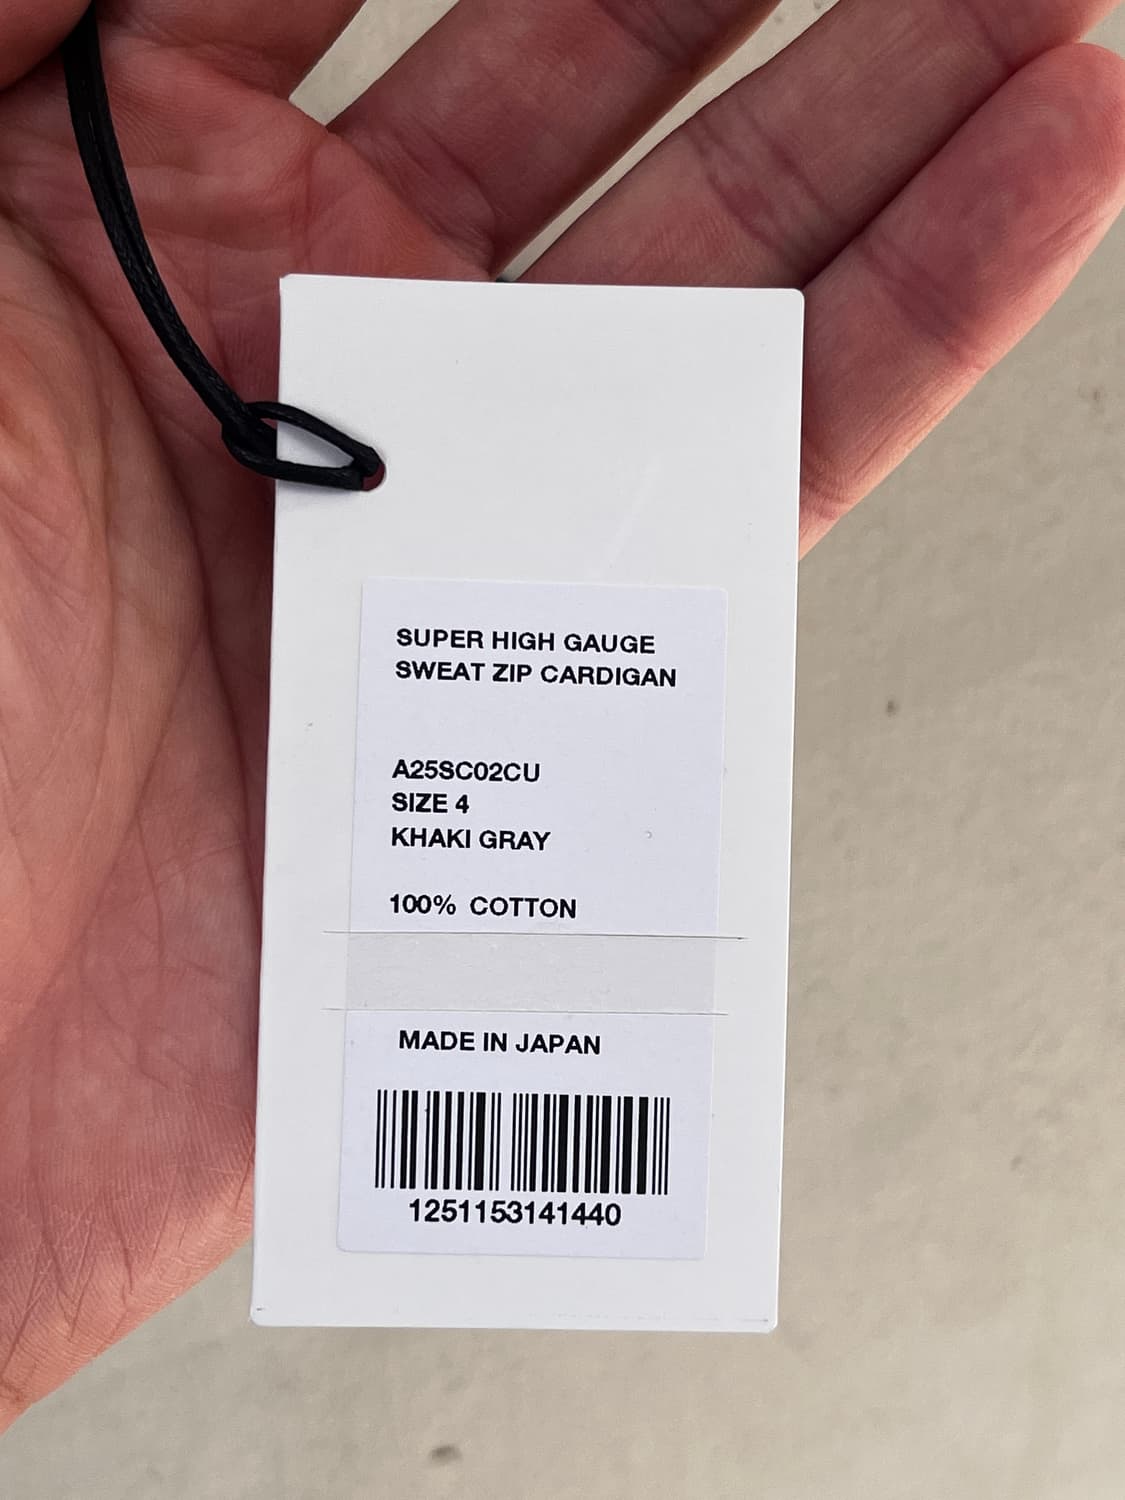 SUPER HIGH GAUGE
SWEAT ZIP CARDIGAN
A25SC02CU
SIZE 4
KHAKI GRAY
100% COTTON
MADE IN JAPAN
1251153141440